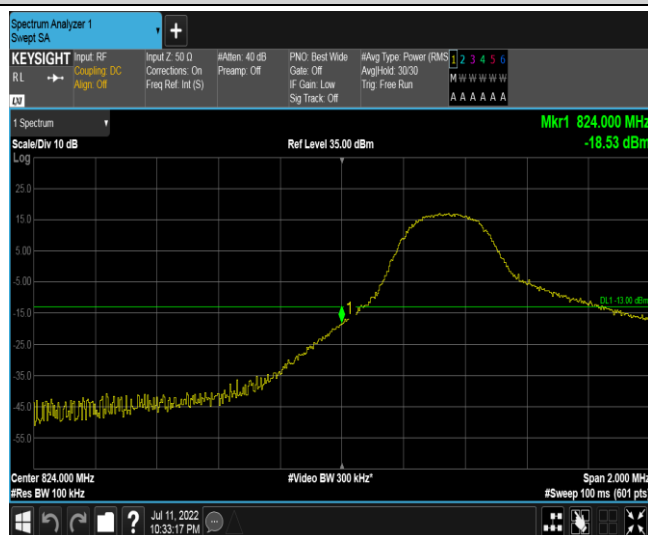 Spectrum Analyzer 1
Swept SA
KEYSIGHT
RL
LXI
Input: RF
Coupling: DC
Align: Off
Input Z: 50 Ω
Corrections: On
Freq Ref: Int (S)
#Atten: 40 dB
Preamp: Off
PNO: Best Wide
Gate: Off
IF Gain: Low
Sig Track: Off
#Avg Type: Power (RMS
Avg|Hold: 30/30
Trig: Free Run
1 2 3 4 5 6
M W W W W W
A A A A A A
1 Spectrum
Mkr1 824.000 MHz
-18.53 dBm
Scale/Div 10 dB
Ref Level 35.00 dBm
Log
25.0
15.0
5.00
-5.00
-15.0
-25.0
-35.0
-45.0
-55.0
1
DL1 -13.00 dBm
Center 824.000 MHz
#Video BW 300 kHz*
Span 2.000 MHz
#Res BW 100 kHz
#Sweep 100 ms (601 pts)
?
Jul 11, 2022
10:33:17 PM